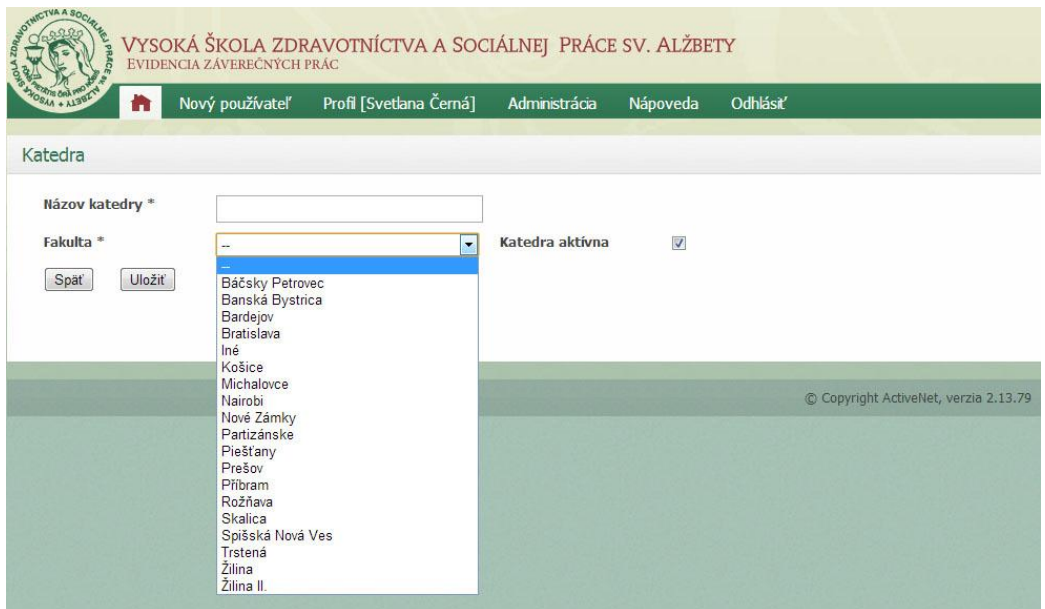 VYSOKÁ ŠKOLA ZDRAVOTNÍCTVA A SOCIÁLNEJ PRÁCE SV. ALŽBETY
EVIDENCIA ZÁVEREČNÝCH PRÁC
Nový používateľ Profil [Svetlana Černá] Administrácia Nápoveda Odhlásiť
Katedra
Názov katedry *
Fakulta * -- Katedra aktívna
Späť Uložiť
--
Báčsky Petrovec
Banská Bystrica
Bardejov
Bratislava
Iné
Košice
Michalovce
Nairobi
Nové Zámky
Partizánske
Piešťany
Prešov
Příbram
Rožňava
Skalica
Spišská Nová Ves
Trstená
Žilina
Žilina II.
© Copyright ActiveNet, verzia 2.13.79